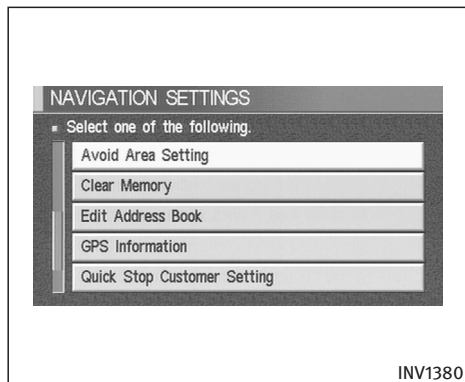 NAVIGATION SETTINGS
Select one of the following.
Avoid Area Setting
Clear Memory
Edit Address Book
GPS Information
Quick Stop Customer Setting
INV1380